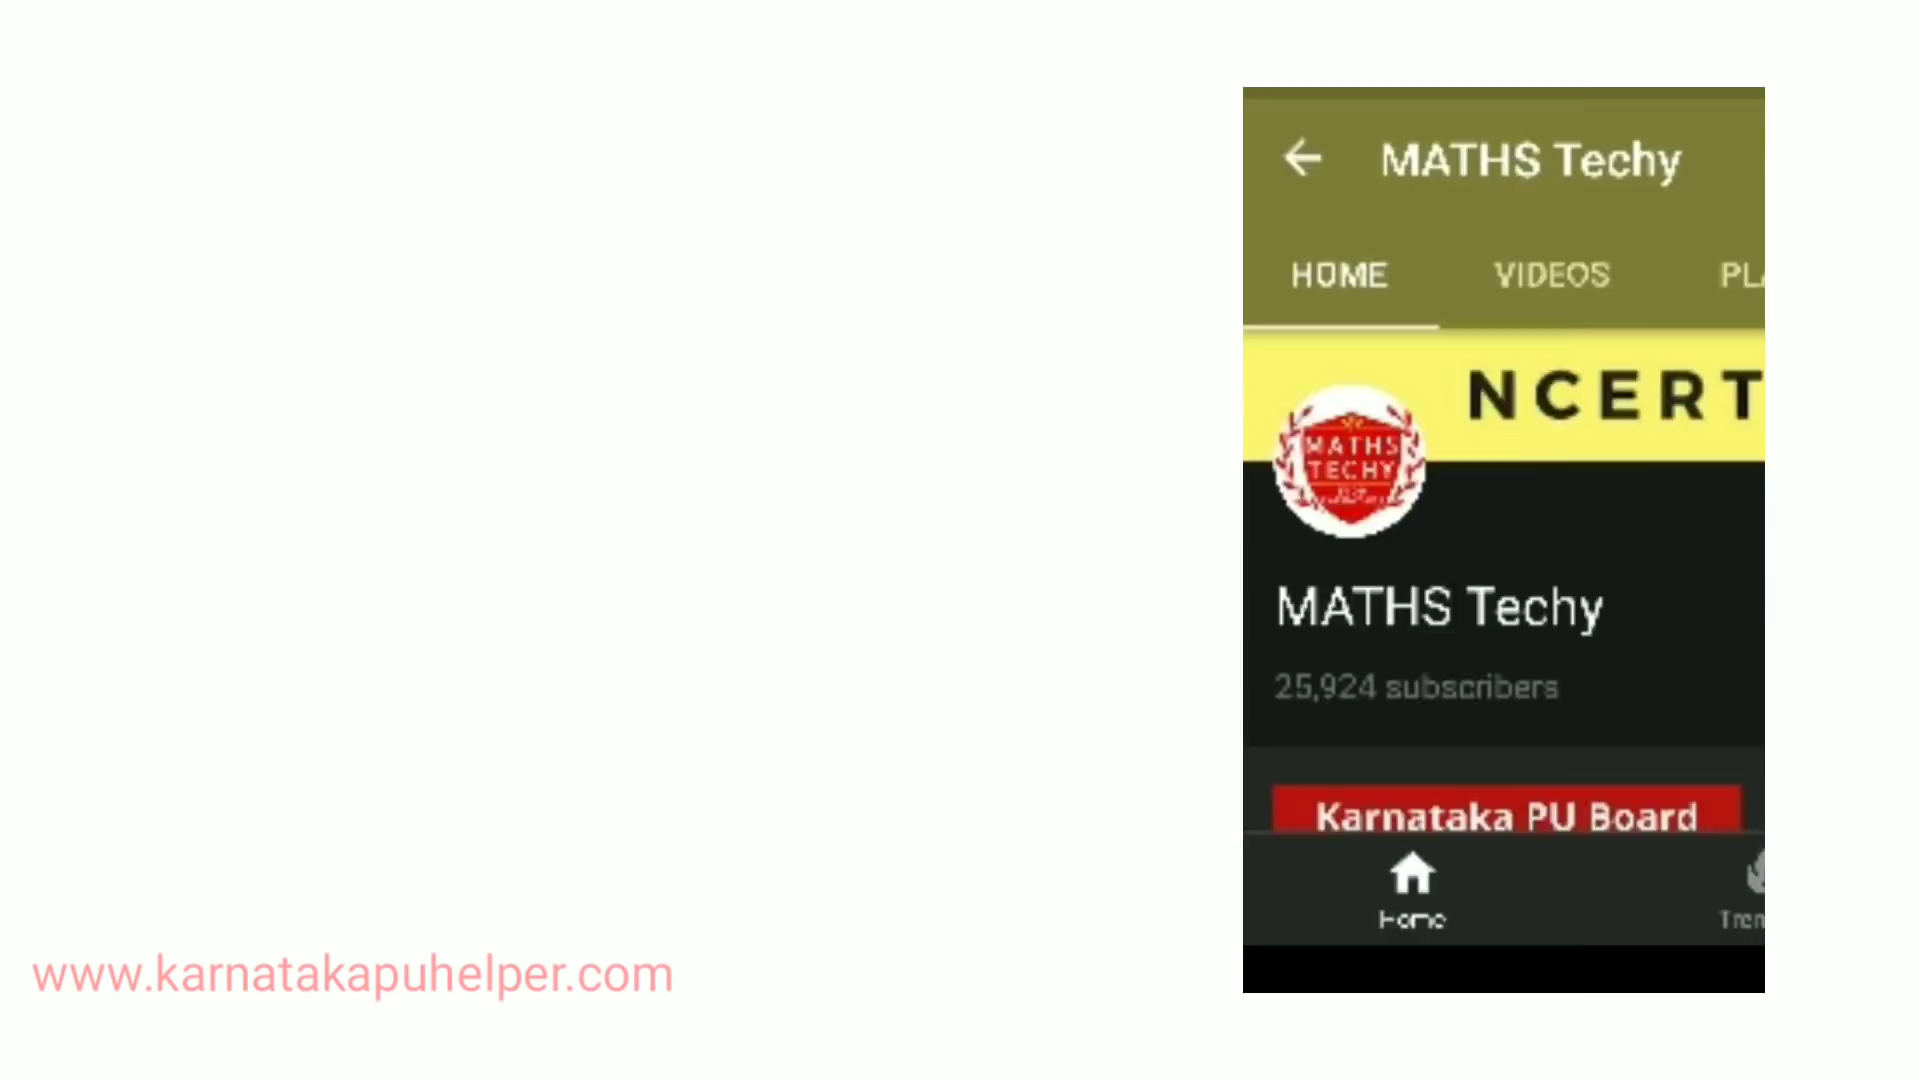 MATHS Techy
HOME VIDEOS
NCERT
MATHS
TECHY
MATHS Techy
25,924 subscribers
Karnataka PU Board
Home
www.karnatakapuhelper.com